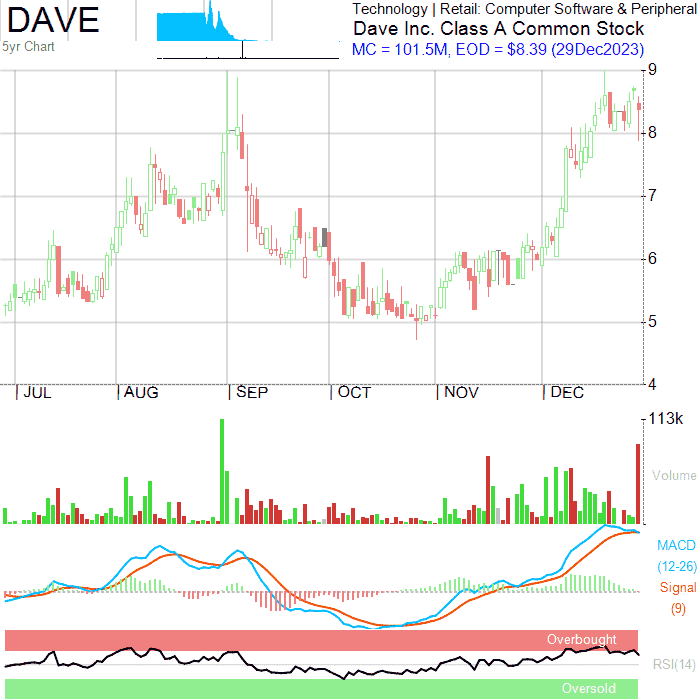 DAVE
5yr Chart
Technology | Retail: Computer Software & Peripheral
Dave Inc. Class A Common Stock
MC = 101.5M, EOD = $8.39 (29Dec2023)
9
8
7
6
5
4
JUL AUG SEP OCT NOV DEC
113k
Volume
MACD
(12-26)
Signal
(9)
Overbought
RSI(14)
Oversold